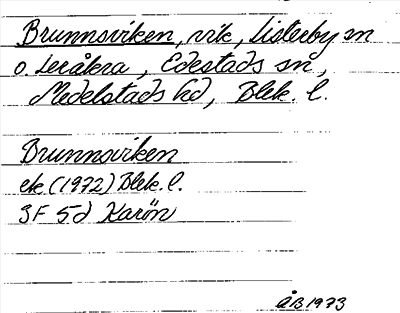 Brunnsviken, vik, Listerby sn
o. Leråkra, Edestads sn,
Medelstads hd, Blek. l.
Brunnsviken
ek. (1972) Blek. l.
3F 5d Karön
ÅB 1973